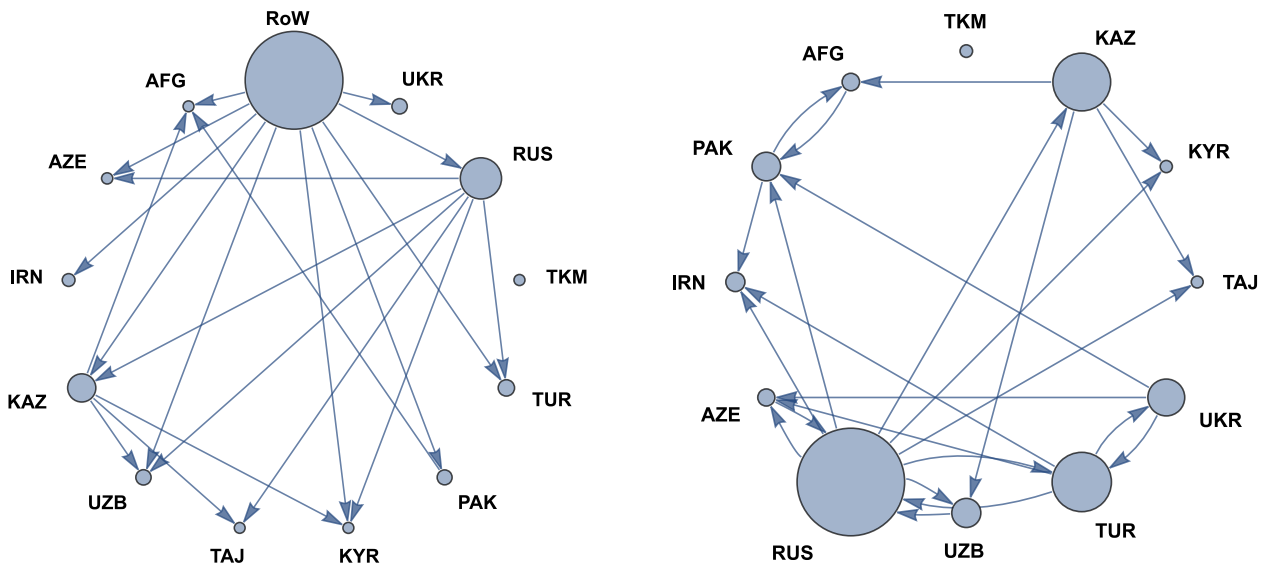 RoW
AFG
UKR
AZE
RUS
IRN
TKM
KAZ
TUR
UZB
PAK
TAJ
KYR
TKM
KAZ
AFG
PAK
KYR
IRN
TAJ
AZE
UKR
TUR
RUS
UZB